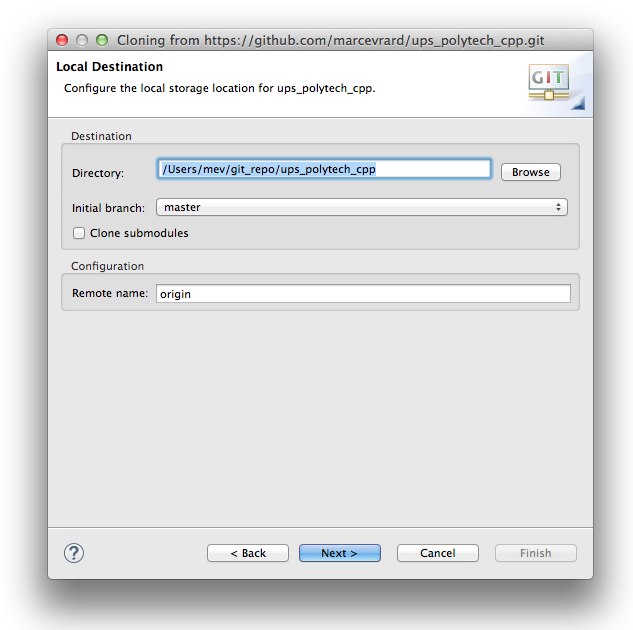 Cloning from https://github.com/marcevrard/ups_polytech_cpp.git
Local Destination
Configure the local storage location for ups_polytech_cpp.
GIT
Destination
Directory: /Users/mev/git_repo/ups_polytech_cpp Browse
Initial branch: master
Clone submodules
Configuration
Remote name: origin
? < Back Next > Cancel Finish